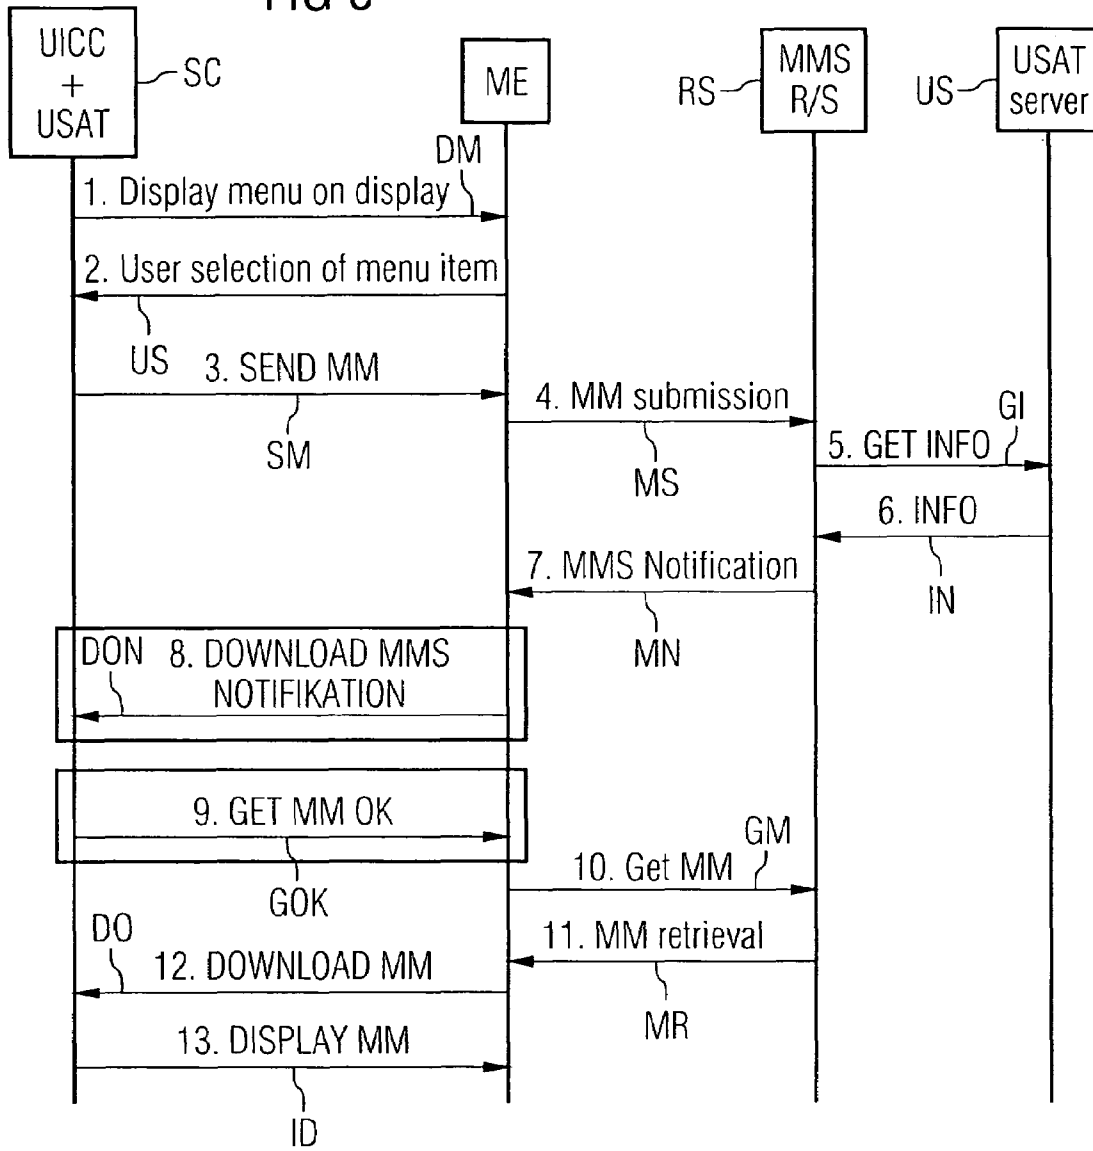 UICC
+
USAT
SC
ME
RS
MMS
R/S
US
USAT
server
DM
1. Display menu on display
2. User selection of menu item
US
3. SEND MM
SM
4. MM submission
MS
GI
5. GET INFO
6. INFO
IN
7. MMS Notification
MN
DON
8. DOWNLOAD MMS
NOTIFIKATION
9. GET MM OK
GOK
GM
10. Get MM
11. MM retrieval
MR
DO
12. DOWNLOAD MM
13. DISPLAY MM
ID